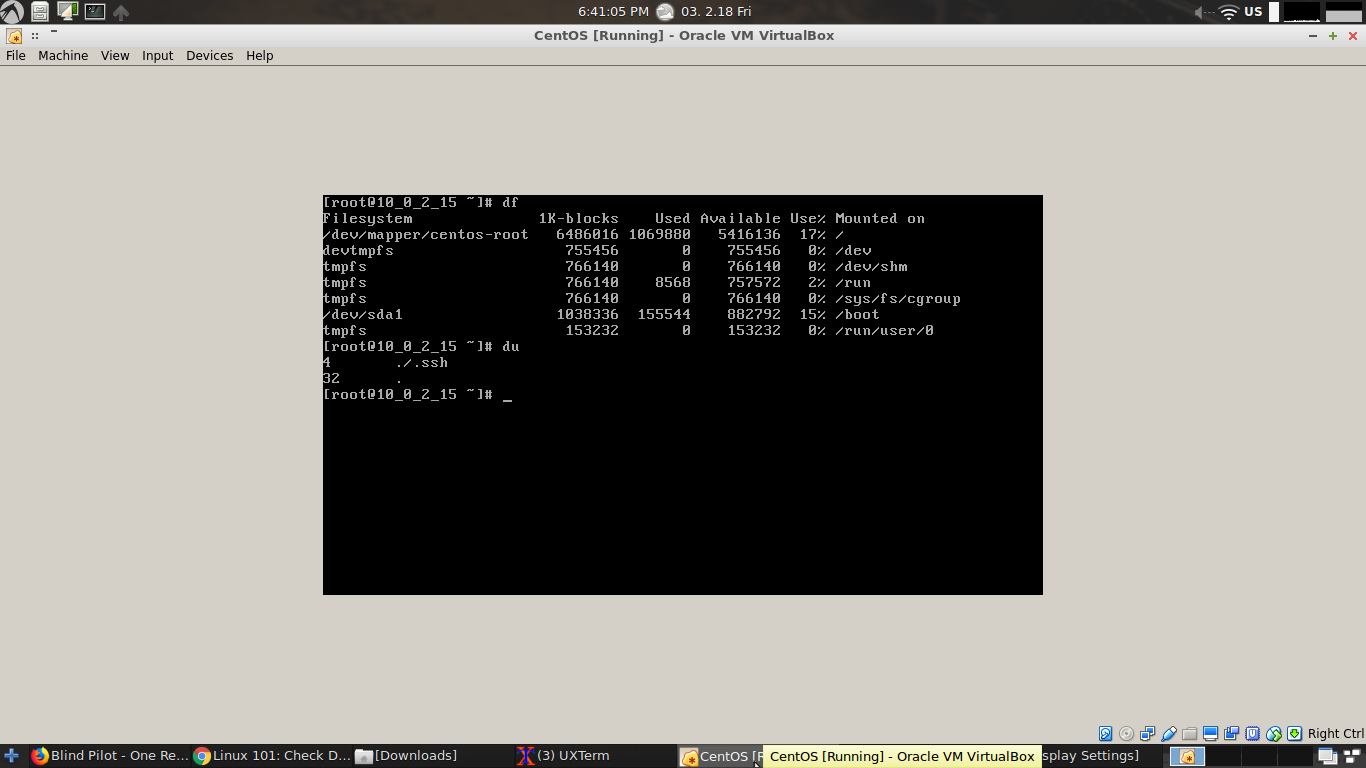 6:41:05 PM 03. 2.18 Fri US
CentOS [Running] - Oracle VM VirtualBox
File Machine View Input Devices Help
[root@10_0_2_15 ~]# df
Filesystem 1K-blocks Used Available Use% Mounted on
/dev/mapper/centos-root 6486016 1069880 5416136 17% /
devtmpfs 755456 0 755456 0% /dev
tmpfs 766140 0 766140 0% /dev/shm
tmpfs 766140 8568 757572 2% /run
tmpfs 766140 0 766140 0% /sys/fs/cgroup
/dev/sda1 1038336 155544 882792 15% /boot
tmpfs 153232 0 153232 0% /run/user/0
[root@10_0_2_15 ~]# du
4 ./.ssh
32 .
[root@10_0_2_15 ~]# _
Right Ctrl
Blind Pilot - One Re... Linux 101: Check D... [Downloads] (3) UXTerm CentOS [R CentOS [Running] - Oracle VM VirtualBox splay Settings]